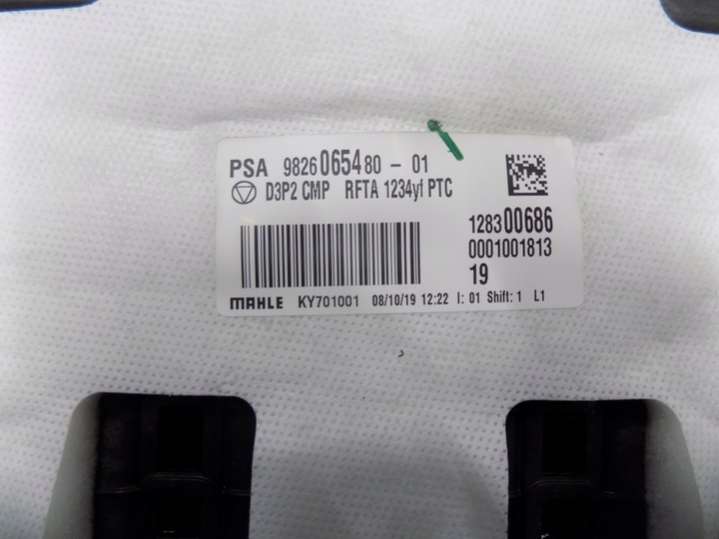 PSA 9826065480-01
D3P2 CMP RFTA 1234yf PTC
128300686
0001001813
19
MAHLE KY701001 08/10/19 12:22 I: 01 Shift: 1 L1